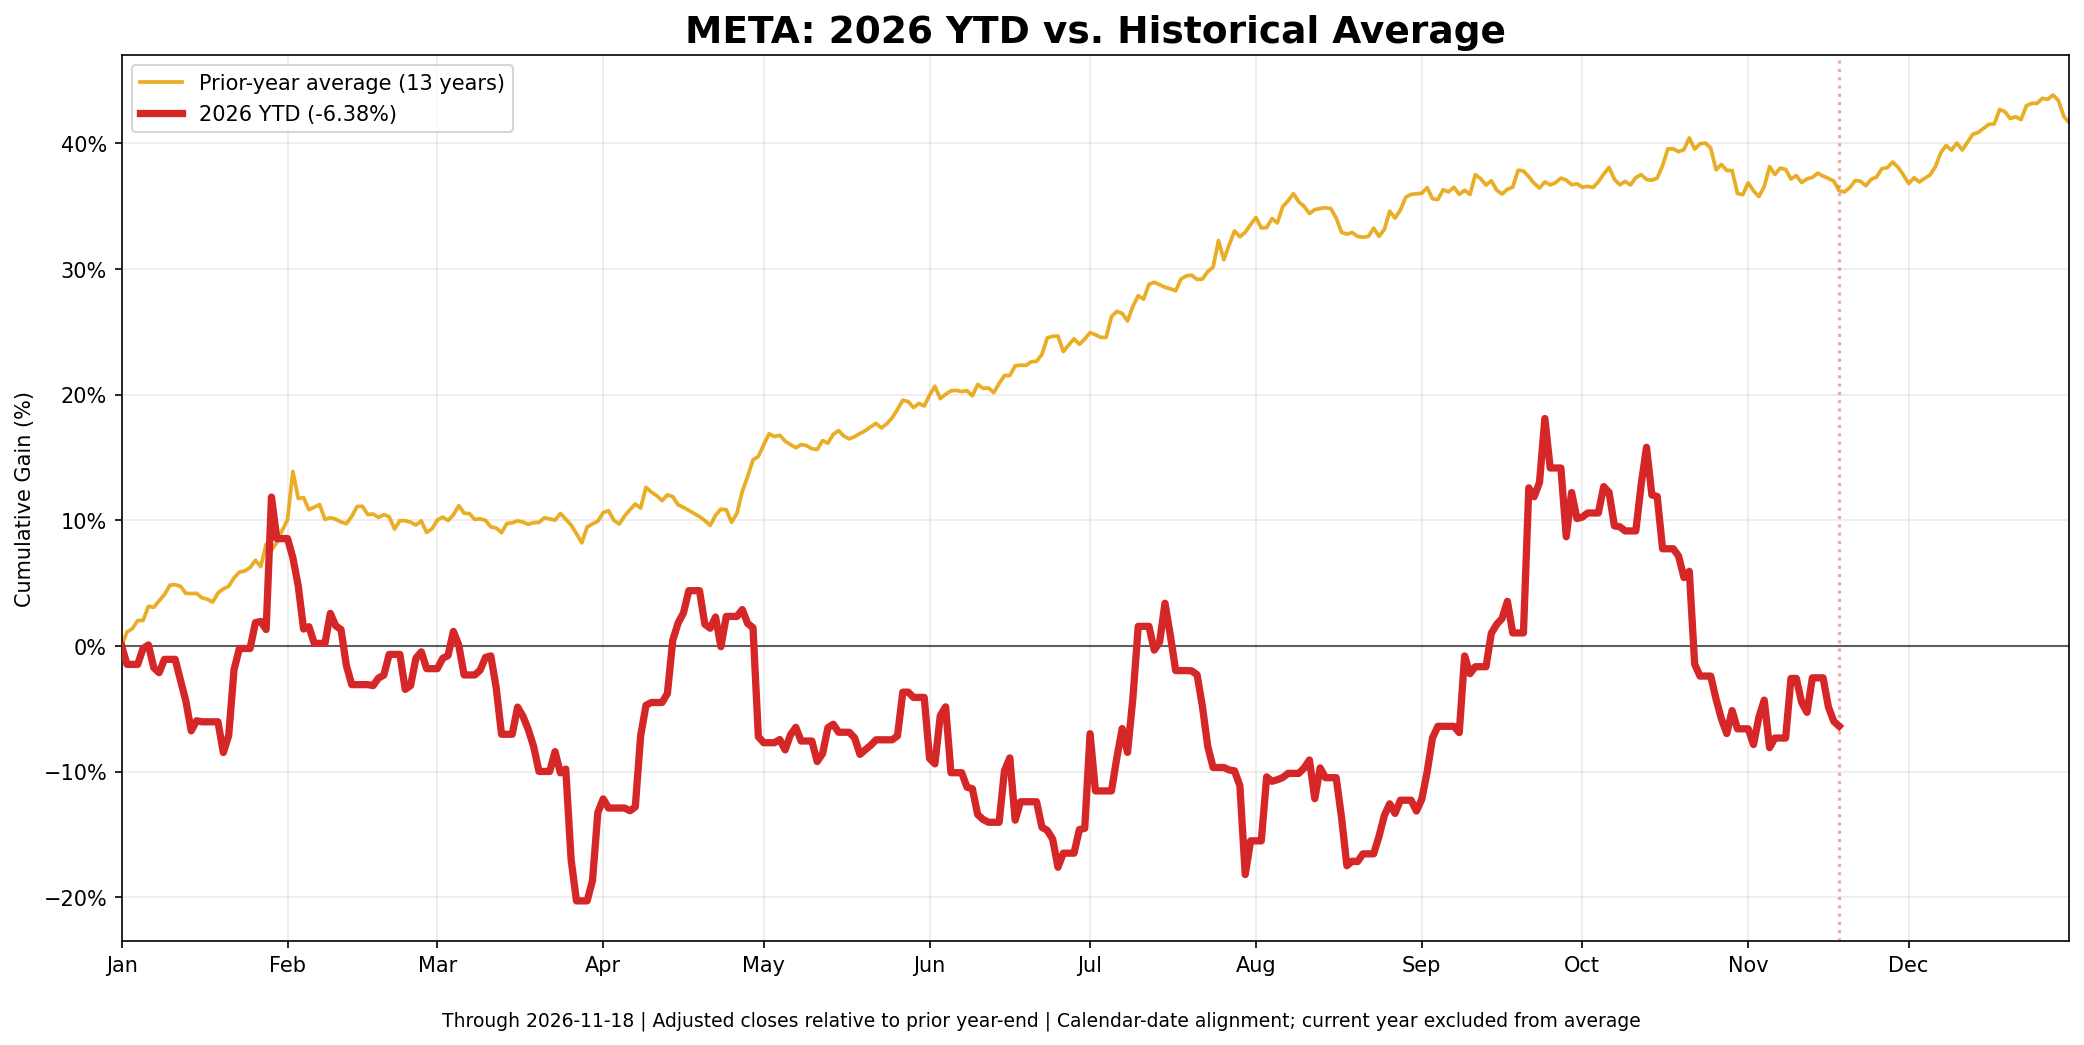 META: 2026 YTD vs. Historical Average
Prior-year average (13 years)
2026 YTD (-6.38%)
Cumulative Gain (%)
40%
30%
20%
10%
0%
−10%
−20%
Jan Feb Mar Apr May Jun Jul Aug Sep Oct Nov Dec
Through 2026-11-18 | Adjusted closes relative to prior year-end | Calendar-date alignment; current year excluded from average